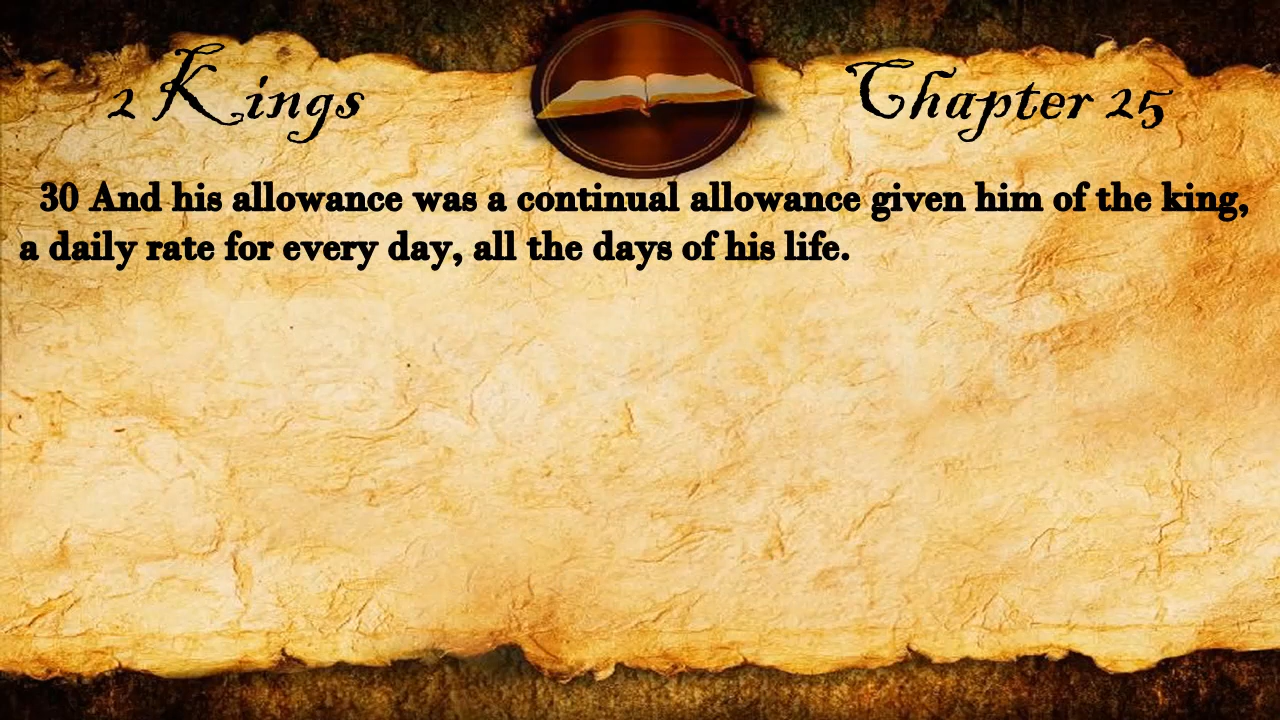 2 Kings
Chapter 25
30 And his allowance was a continual allowance given him of the king,
a daily rate for every day, all the days of his life.